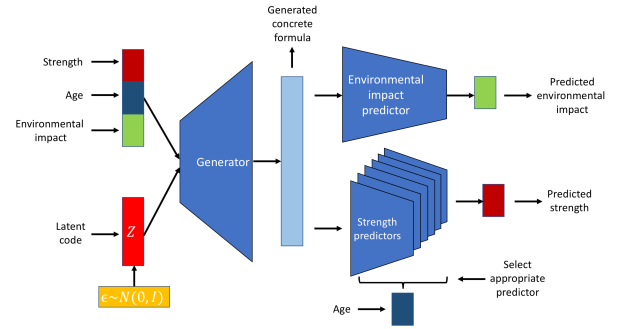 Generated
concrete
formula
Strength
Age
Environmental
impact
Generator
Environmental
impact
predictor
Predicted
environmental
impact
Latent
code
Z
ϵ~N(0, I)
Strength
predictors
Predicted
strength
Select
appropriate
predictor
Age